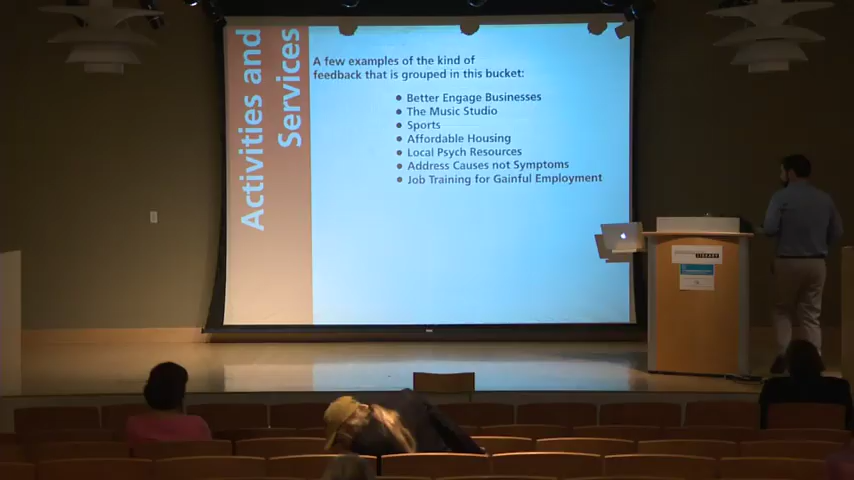 Activities and
Services
A few examples of the kind of
feedback that is grouped in this bucket:
Better Engage Businesses
The Music Studio
Sports
Affordable Housing
Local Psych Resources
Address Causes not Symptoms
Job Training for Gainful Employment
LIBRARY